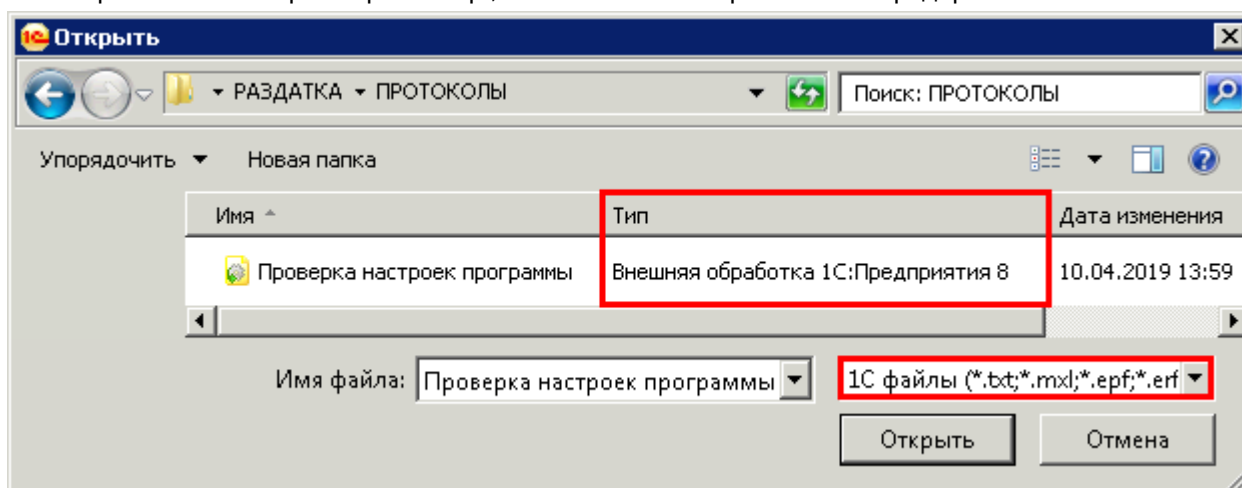 Открыть
РАЗДАТКА ПРОТОКОЛЫ Поиск: ПРОТОКОЛЫ
Упорядочить Новая папка
Имя Тип Дата изменения
Проверка настроек программы Внешняя обработка 1С:Предприятия 8 10.04.2019 13:59
Имя файла: Проверка настроек программы 1С файлы (*.txt;*.mxl;*.epf;*.erf
Открыть Отмена